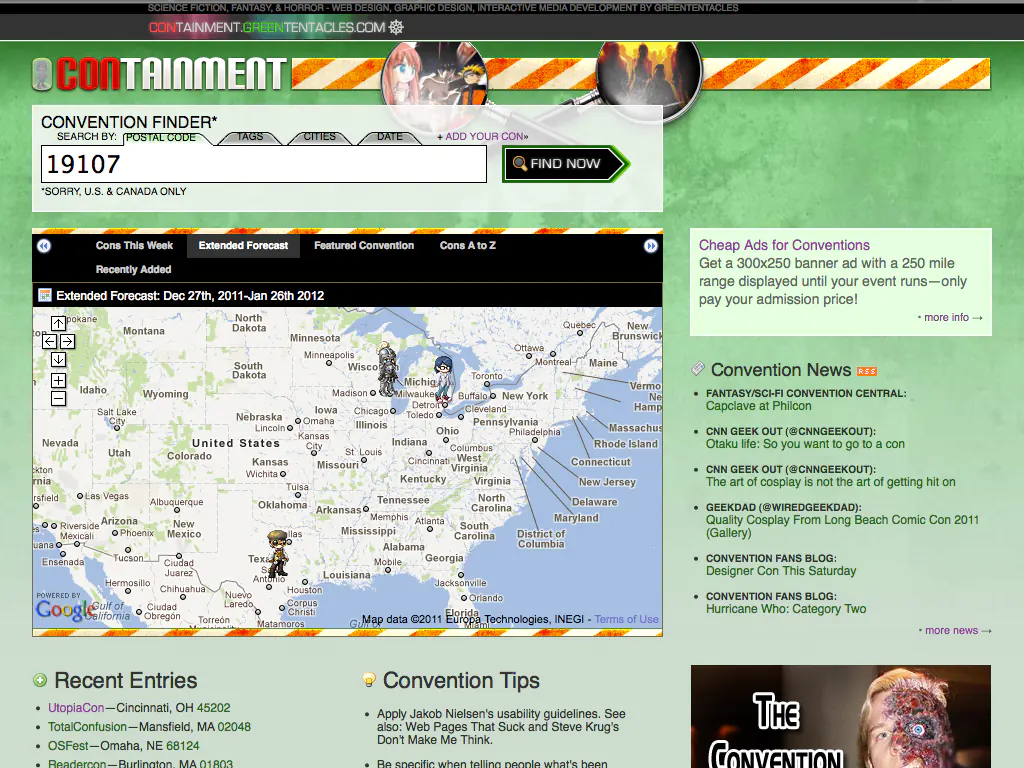 SCIENCE FICTION, FANTASY, & HORROR - WEB DESIGN, GRAPHIC DESIGN, INTERACTIVE MEDIA DEVELOPMENT BY GREENTENTACLES
CONTAINMENT.GREENTENTACLES.COM
CONTAINMENT
CONVENTION FINDER*
SEARCH BY: POSTAL CODE TAGS CITIES DATE + ADD YOUR CON»
19107
FIND NOW
*SORRY, U.S. & CANADA ONLY
Cons This Week Extended Forecast Featured Convention Cons A to Z
Recently Added
Extended Forecast: Dec 27th, 2011-Jan 26th 2012
Spokane
Montana
North Dakota
Minnesota
Minneapolis
Quebec
New Brunswick
Ottawa
Montreal
Maine
South Dakota
Michig
Toronto
Idaho
Wyoming
Madison
Milwaukee
Detroit
Buffalo
New York
Vermo
New Hamp
Iowa
Chicago
Toledo
Cleveland
Salt Lake City
Nebraska
Lincoln
Illinois
Ohio
Pennsylvania
Philadelphia
Massachus
Rhode Island
Nevada
United States
Kansas City
Indiana
Columbus
Utah
Colorado
St. Louis
Cincinnati
West Virginia
Connecticut
Kansas
Missouri
Kentucky
Virginia
New Jersey
Wichita
Delaware
Las Vegas
Tulsa
Tennessee
North Carolina
Maryland
Albuquerque
Oklahoma
Arkansas
Memphis
Atlanta
South Carolina
District of Columbia
Riverside
Arizona
Phoenix
New Mexico
Dallas
Mississippi
Mexicali
Tucson
Alabama
Georgia
Ensenada
Ciudad Juarez
Texas
Louisiana
Mobile
Jacksonville
Hermosillo
Chihuahua
Antonio
Houston
Orlando
Nuevo Laredo
Corpus Christi
Florida
Gulf of California
Ciudad Obregon
Torreón
Matamoros
Miami
POWERED BY
Google
Map data ©2011 Europa Technologies, INEGI - Terms of Use
Cheap Ads for Conventions
Get a 300x250 banner ad with a 250 mile
range displayed until your event runs—only
pay your admission price!
• more info →
Convention News RSS
FANTASY/SCI-FI CONVENTION CENTRAL:
Capclave at Philcon
CNN GEEK OUT (@CNNGEEKOUT):
Otaku life: So you want to go to a con
CNN GEEK OUT (@CNNGEEKOUT):
The art of cosplay is not the art of getting hit on
GEEKDAD (@WIREDGEEKDAD):
Quality Cosplay From Long Beach Comic Con 2011
(Gallery)
CONVENTION FANS BLOG:
Designer Con This Saturday
CONVENTION FANS BLOG:
Hurricane Who: Category Two
• more news →
Recent Entries
UtopiaCon—Cincinnati, OH 45202
TotalConfusion—Mansfield, MA 02048
OSFest—Omaha, NE 68124
Readercon—Burlington, MA 01803
Convention Tips
Apply Jakob Nielsen's usability guidelines. See
also: Web Pages That Suck and Steve Krug's
Don't Make Me Think.
Be specific when telling people what's been
THE
CONVENTION